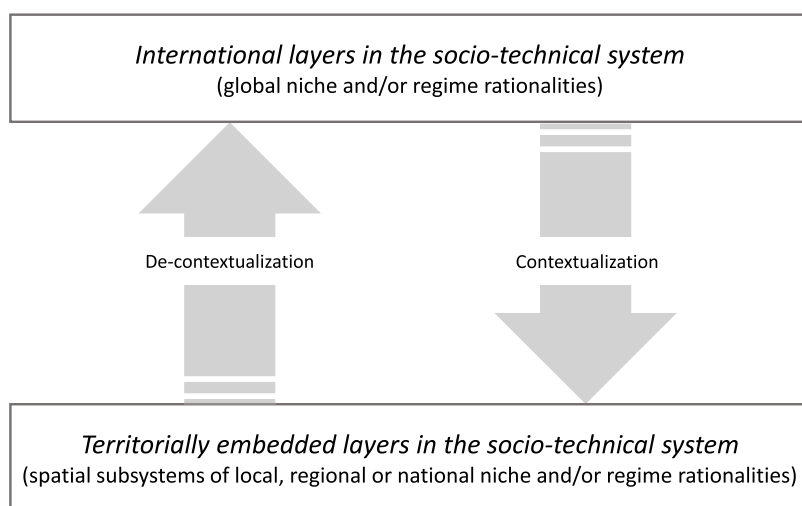 International layers in the socio-technical system
(global niche and/or regime rationalities)
De-contextualization
Contextualization
Territorially embedded layers in the socio-technical system
(spatial subsystems of local, regional or national niche and/or regime rationalities)